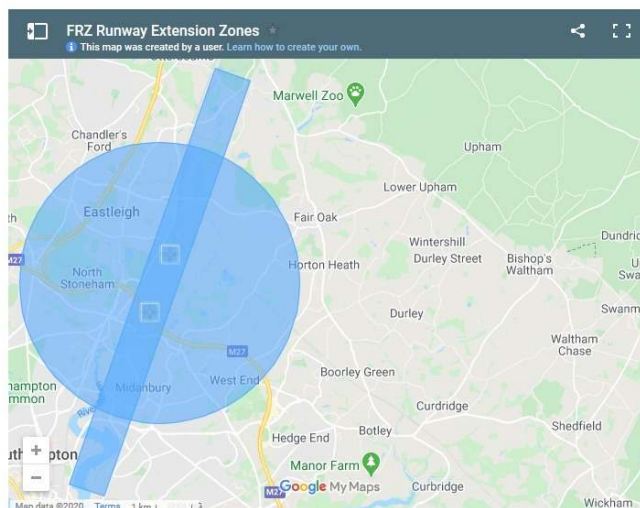 FRZ Runway Extension Zones
This map was created by a user. Learn how to create your own.
Marwell Zoo
Chandler's
Ford
Upham
Lower Upham
Eastleigh
Fair Oak
Wintershill
Durley Street
Bishop's
Waltham
Dundrid
M27
North
Stoneham
Horton Heath
Swanm
Durley
Waltham
Chase
M27
Boorley Green
Midanbury
West End
Curdridge
Shedfield
Hedge End
Botley
Manor Farm
M27
Google My Maps
Curbridge
Wickham
Map data ©2020
Terms
1 km